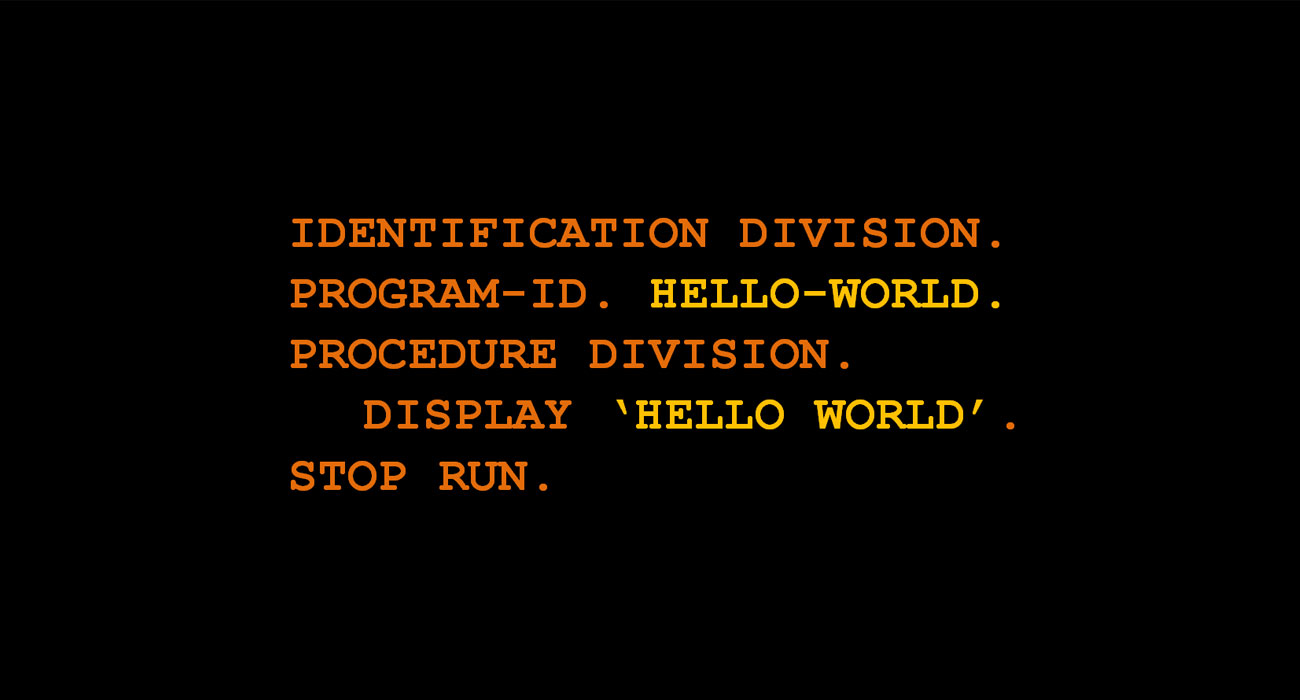 IDENTIFICATION DIVISION.
PROGRAM-ID. HELLO-WORLD.
PROCEDURE DIVISION.
DISPLAY ‘HELLO WORLD’.
STOP RUN.